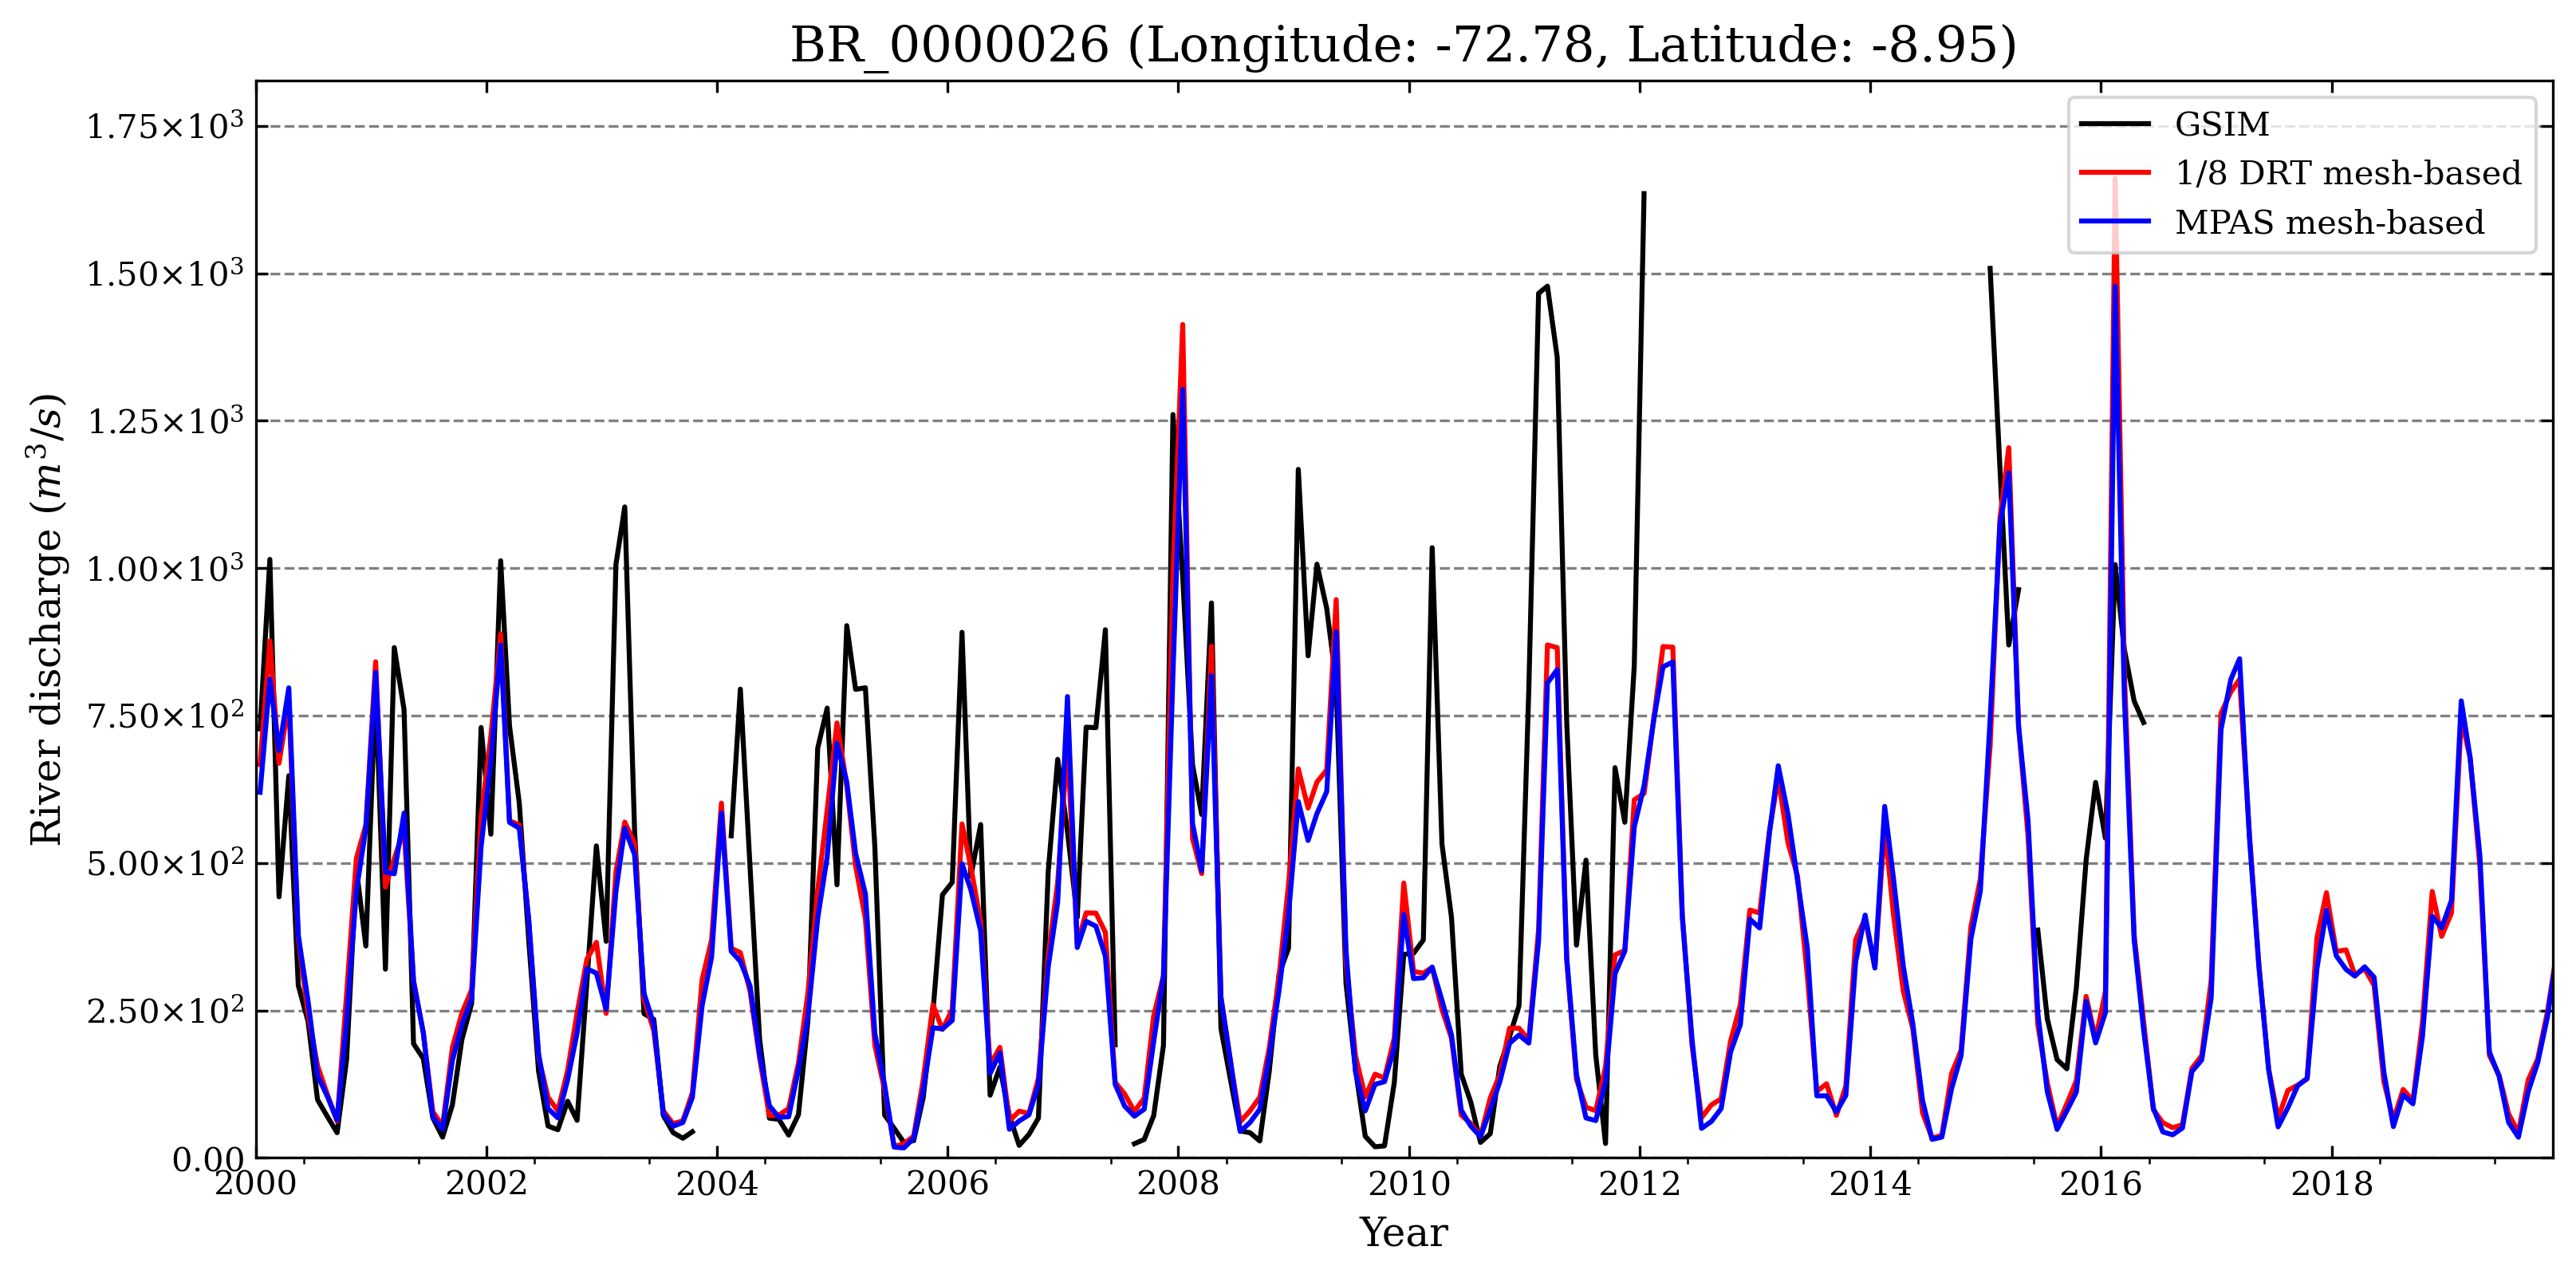 BR_0000026 (Longitude: -72.78, Latitude: -8.95)
1.75×10³
1.50×10³
1.25×10³
1.00×10³
7.50×10²
5.00×10²
2.50×10²
0.00
River discharge (m³/s)
GSIM
1/8 DRT mesh-based
MPAS mesh-based
2000 2002 2004 2006 2008 2010 2012 2014 2016 2018
Year